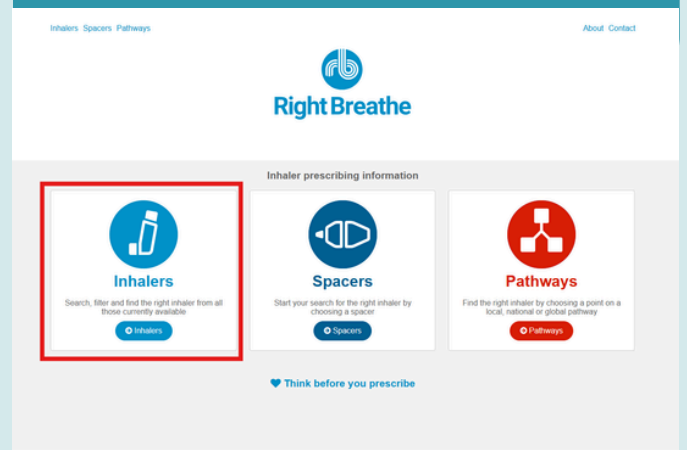 Inhalers Spacers Pathways
About Contact
rb
Right Breathe
Inhaler prescribing information
Inhalers
Search, filter and find the right inhaler from all
those currently available
Inhalers
Spacers
Start your search for the right inhaler by
choosing a spacer
Spacers
Pathways
Find the right inhaler by choosing a point on a
local, national or global pathway
Pathways
Think before you prescribe